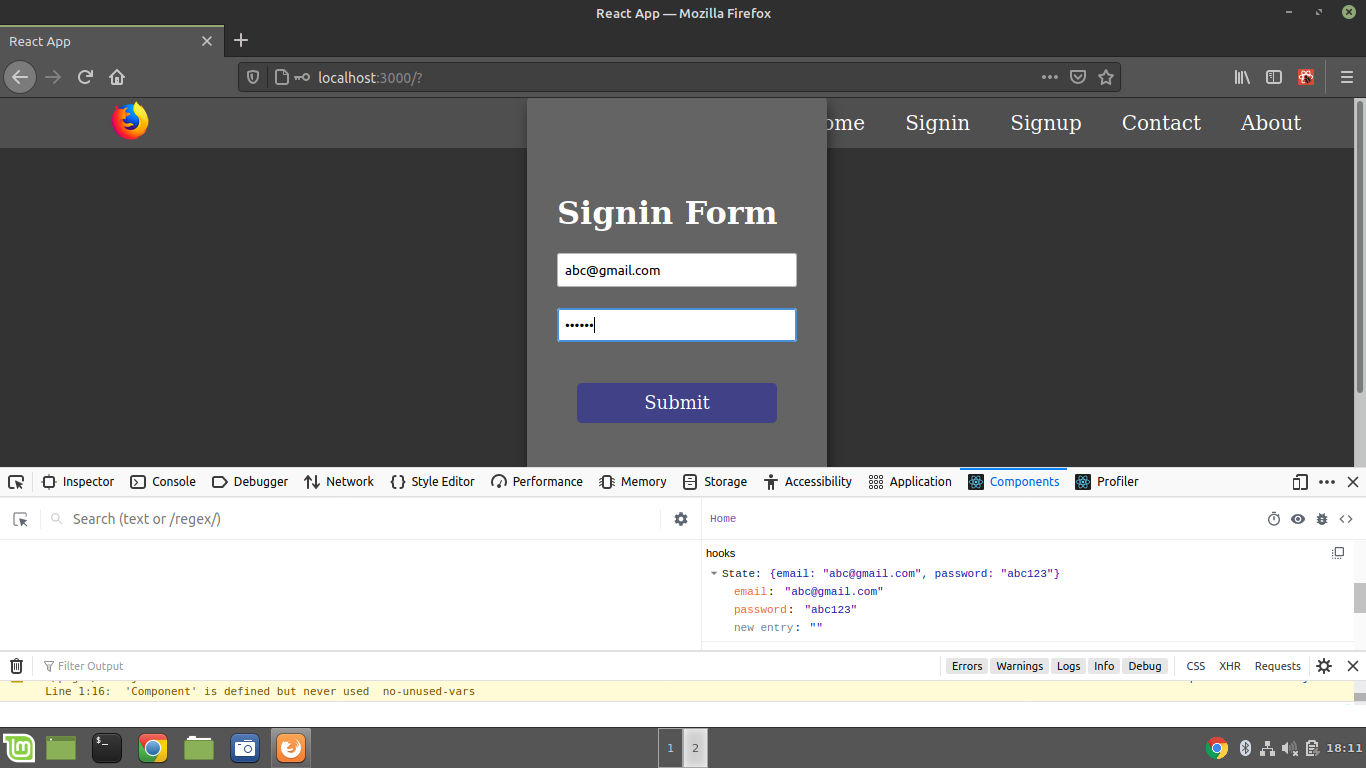 React App — Mozilla Firefox
React App
localhost:3000/?
ome Signin Signup Contact About
Signin Form
abc@gmail.com
••••••
Submit
Inspector Console Debugger Network Style Editor Performance Memory Storage Accessibility Application Components Profiler
Search (text or /regex/)
Home
hooks
State: {email: "abc@gmail.com", password: "abc123"}
email: "abc@gmail.com"
password: "abc123"
new entry: ""
Filter Output
Errors Warnings Logs Info Debug CSS XHR Requests
Line 1:16: 'Component' is defined but never used no-unused-vars
1 2
18:11